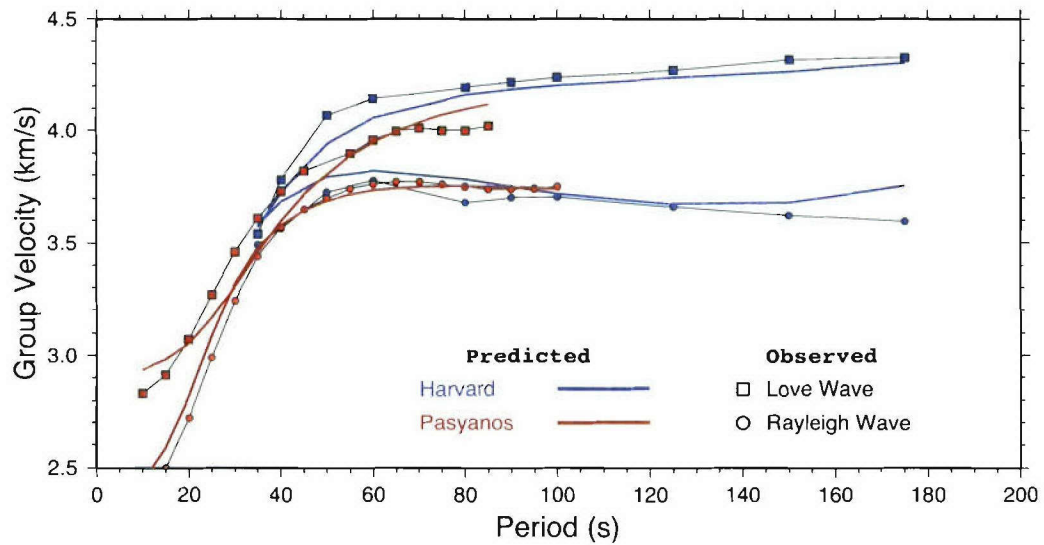 4.5
4.0
3.5
3.0
2.5
Group Velocity (km/s)
0 20 40 60 80 100 120 140 160 180 200
Period (s)
Predicted Observed
Harvard Love Wave
Pasyanos Rayleigh Wave